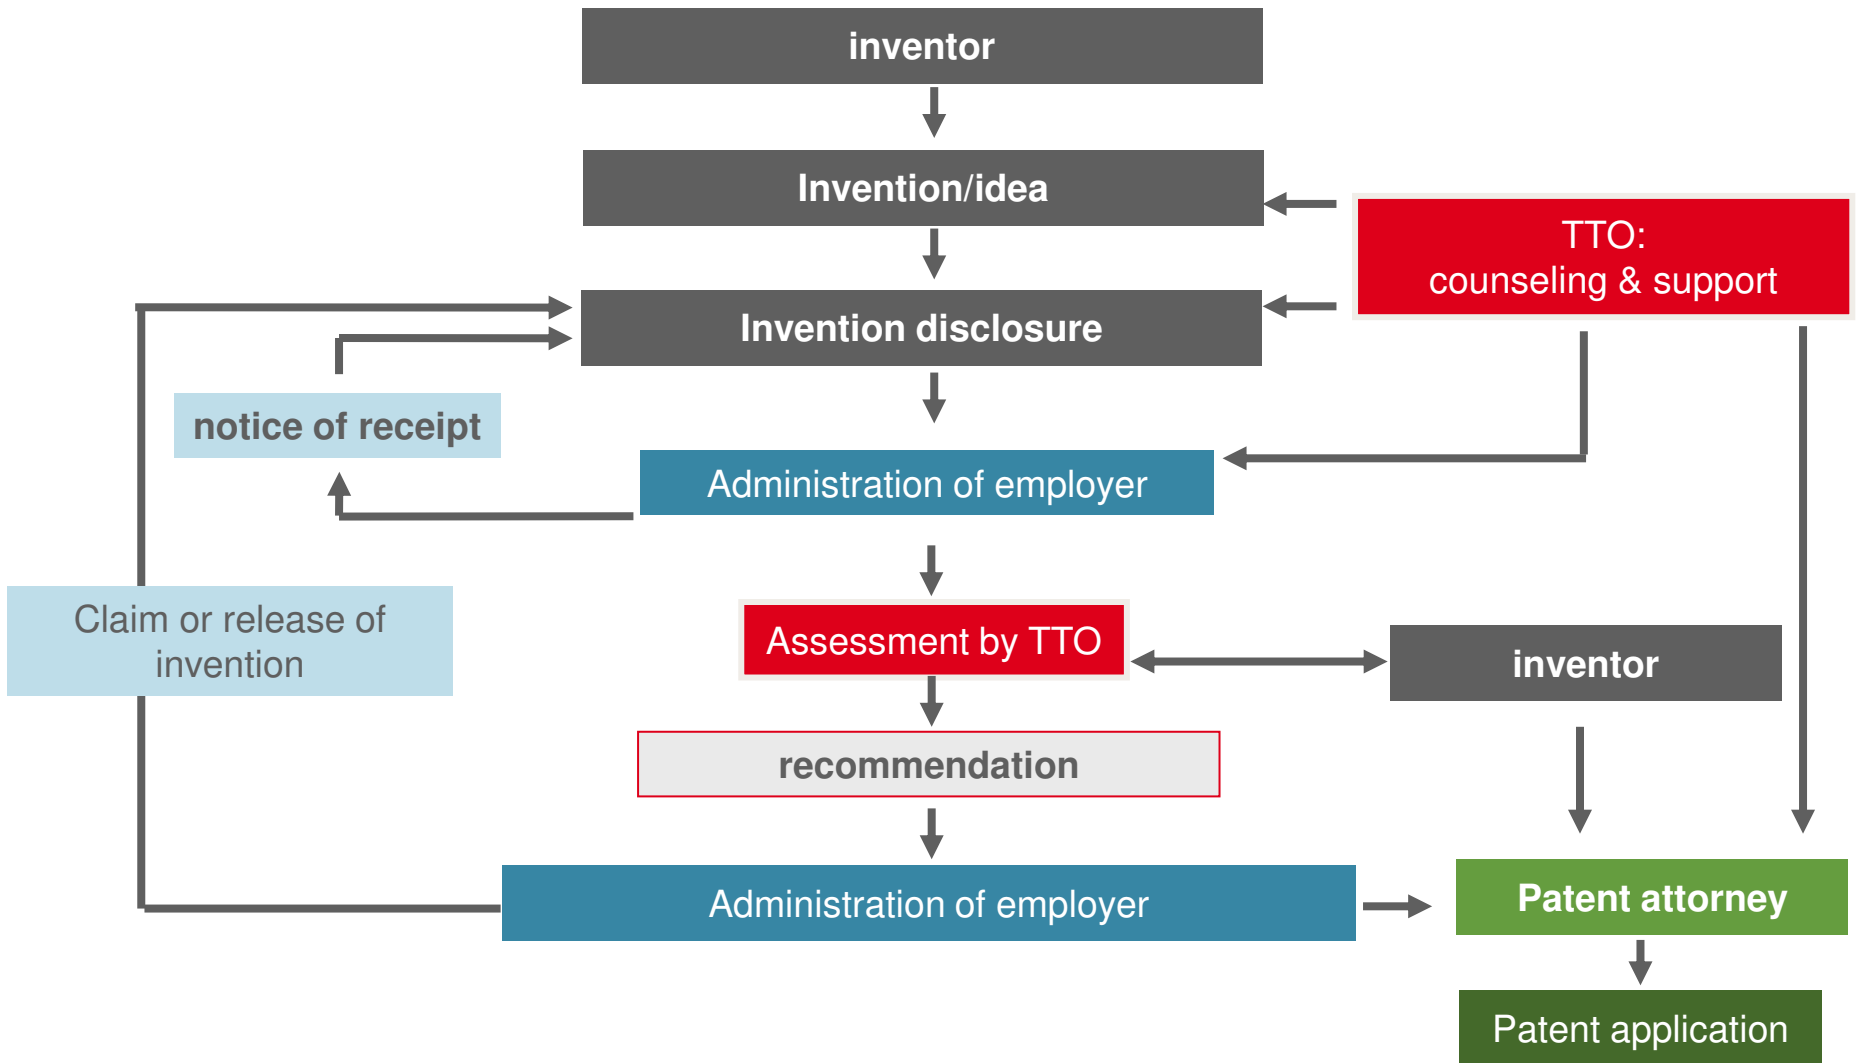 inventor
Invention/idea
TTO:
counseling & support
Invention disclosure
notice of receipt
Administration of employer
Claim or release of
invention
Assessment by TTO
inventor
recommendation
Administration of employer
Patent attorney
Patent application